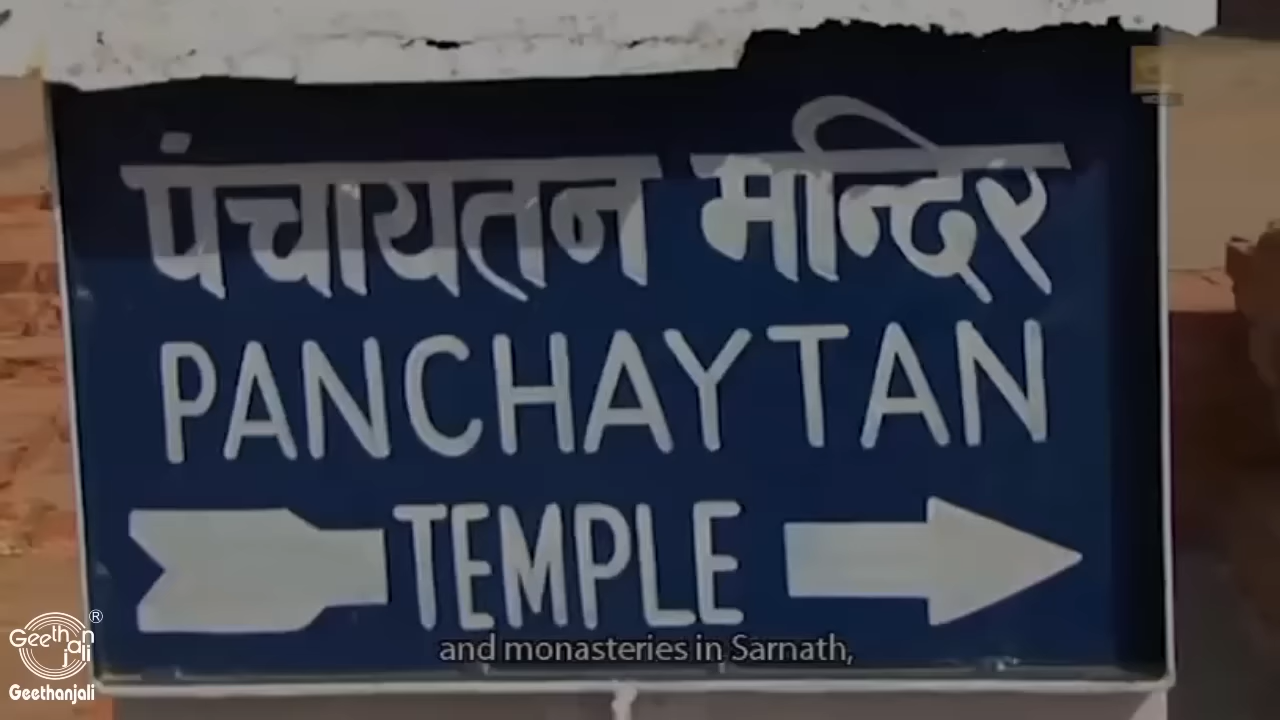 पंचायतन मन्दिर
PANCHAYTAN
TEMPLE
and monasteries in Sarnath,
Geethanjali ®
Geethanjali